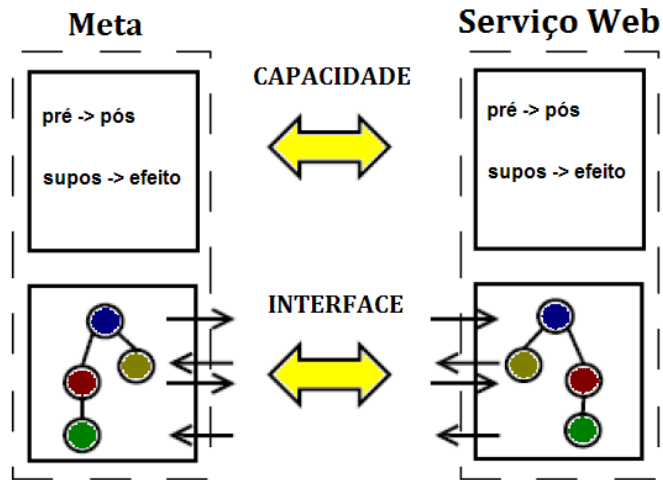 Meta
Serviço Web
CAPACIDADE
pré -> pós
supos -> efeito
pré -> pós
supos -> efeito
INTERFACE